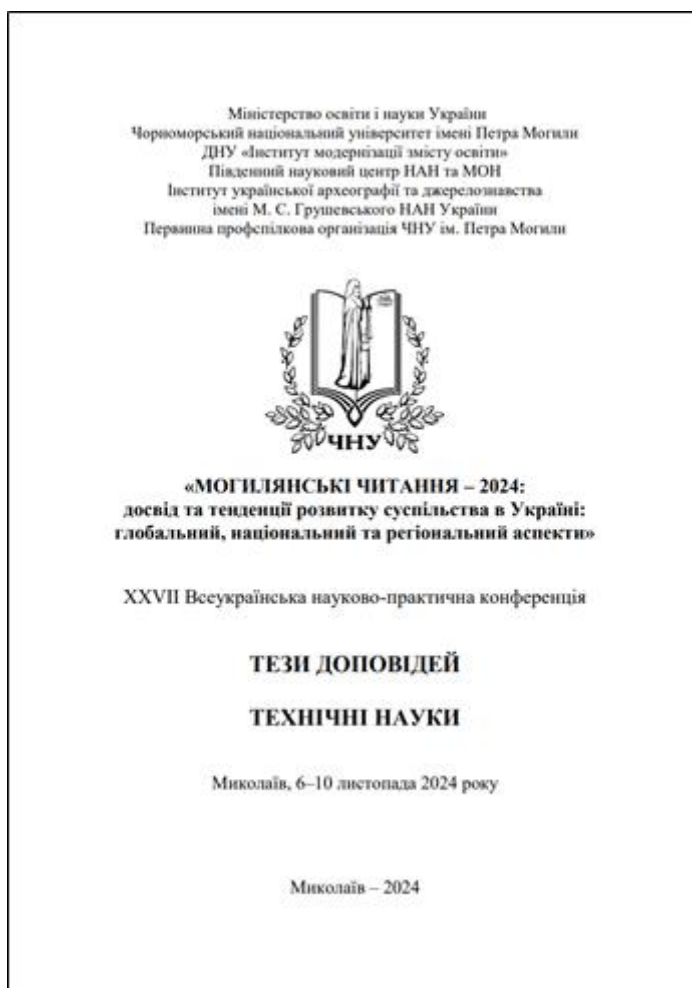 Міністерство освіти і науки України
Чорноморський національний університет імені Петра Могили
ДНУ «Інститут модернізації змісту освіти»
Південний науковий центр НАН та МОН
Інститут української археографії та джерелознавства
імені М. С. Грушевського НАН України
Первинна профспілкова організація ЧНУ ім. Петра Могили
ЧНУ
«МОГИЛЯНСЬКІ ЧИТАННЯ – 2024:
досвід та тенденції розвитку суспільства в Україні:
глобальний, національний та регіональний аспекти»
XXVII Всеукраїнська науково-практична конференція
ТЕЗИ ДОПОВІДЕЙ
ТЕХНІЧНІ НАУКИ
Миколаїв, 6–10 листопада 2024 року
Миколаїв – 2024